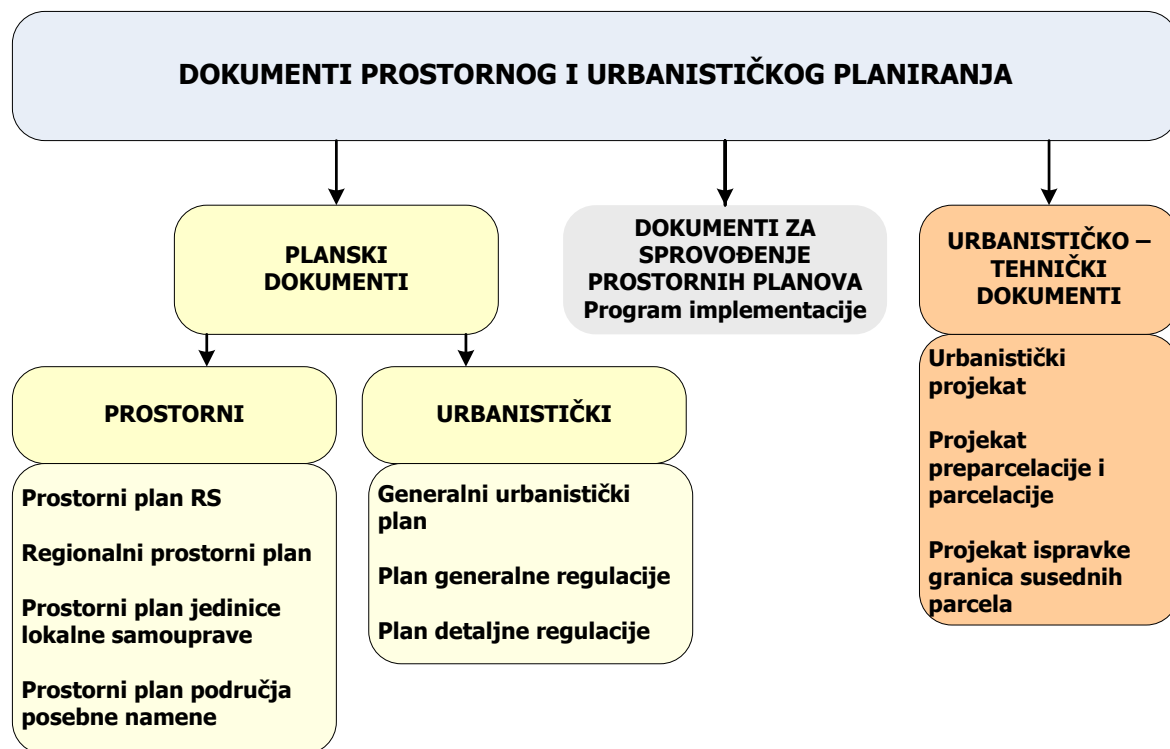 DOKUMENTI PROSTORNOG I URBANISTIČKOG PLANIRANJA
PLANSKI
DOKUMENTI
DOKUMENTI ZA
SPROVOĐENJE
PROSTORNIH PLANOVA
Program implementacije
URBANISTIČKO –
TEHNIČKI
DOKUMENTI
PROSTORNI
Prostorni plan RS
Regionalni prostorni plan
Prostorni plan jedinice
lokalne samouprave
Prostorni plan područja
posebne namene
URBANISTIČKI
Generalni urbanistički
plan
Plan generalne regulacije
Plan detaljne regulacije
Urbanistički
projekat
Projekat
preparcelacije i
parcelacije
Projekat ispravke
granica susednih
parcela